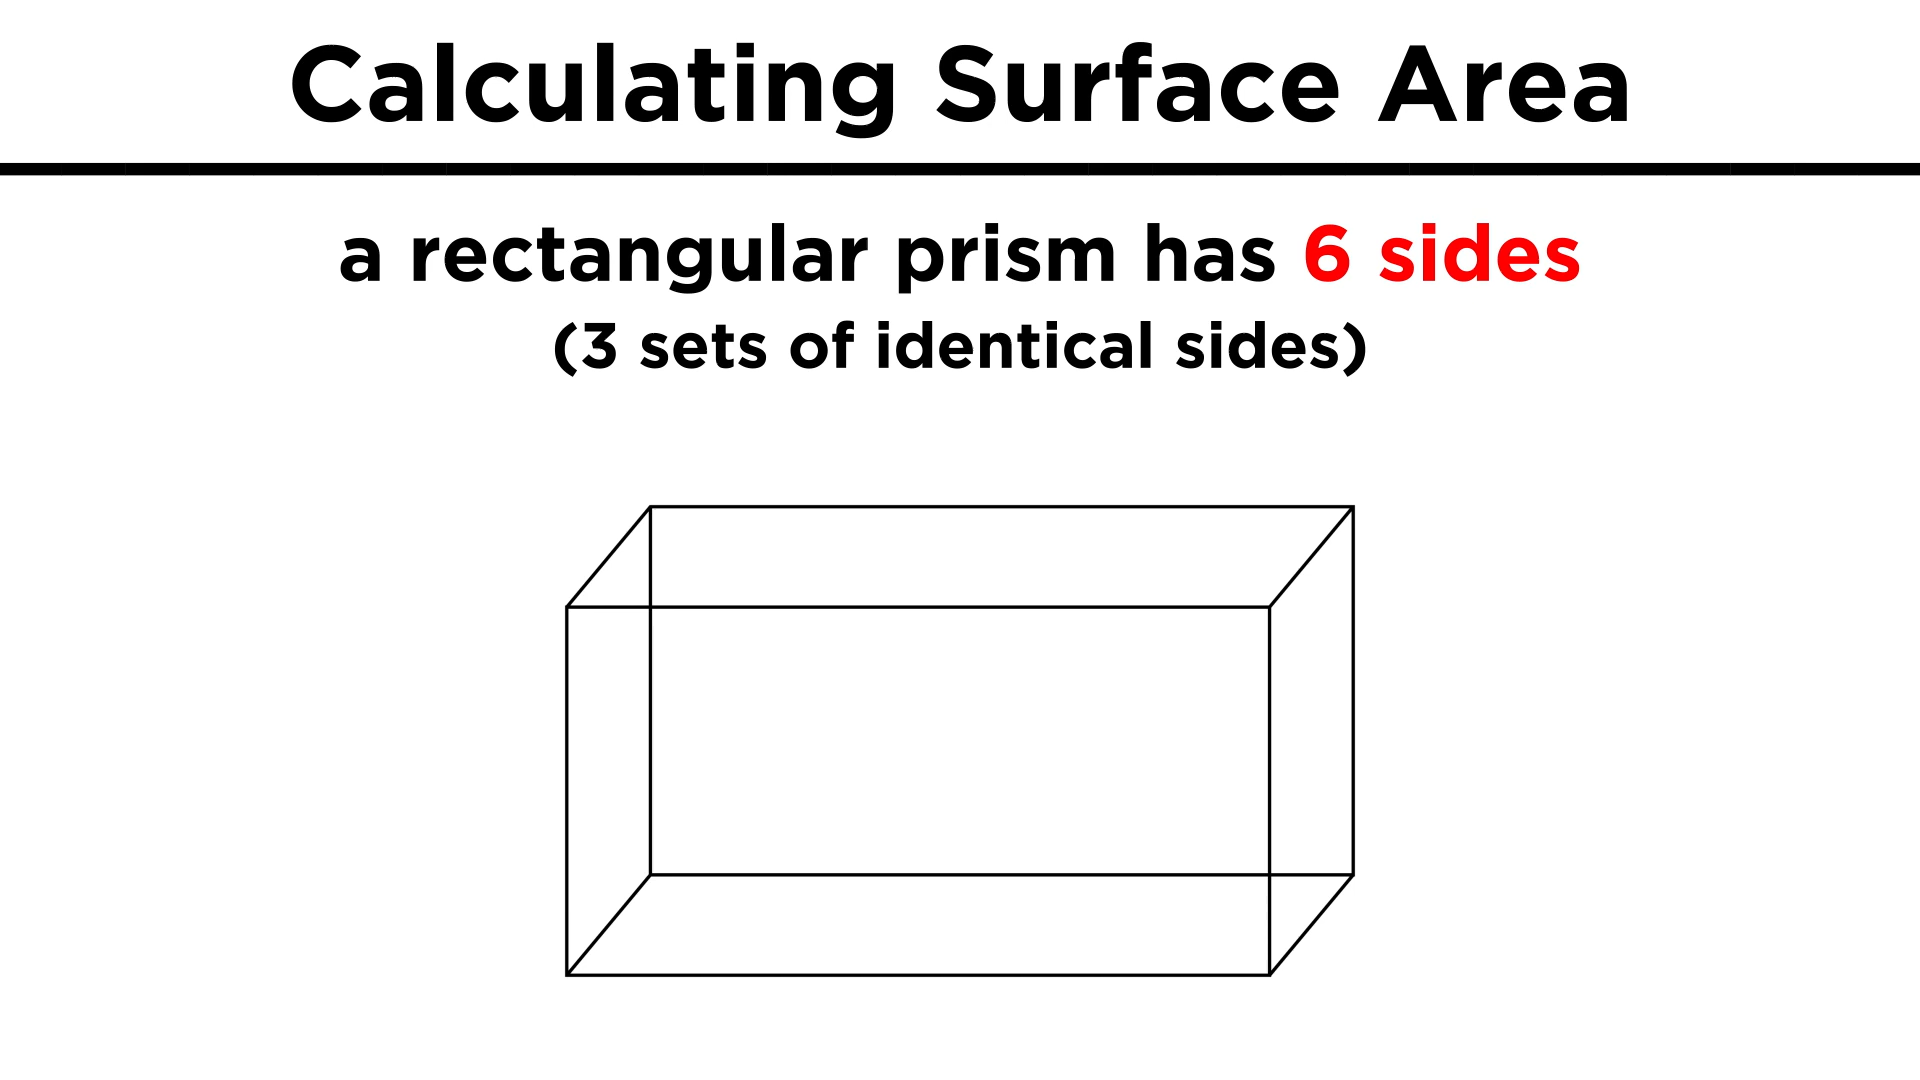 Calculating Surface Area
a rectangular prism has 6 sides
(3 sets of identical sides)